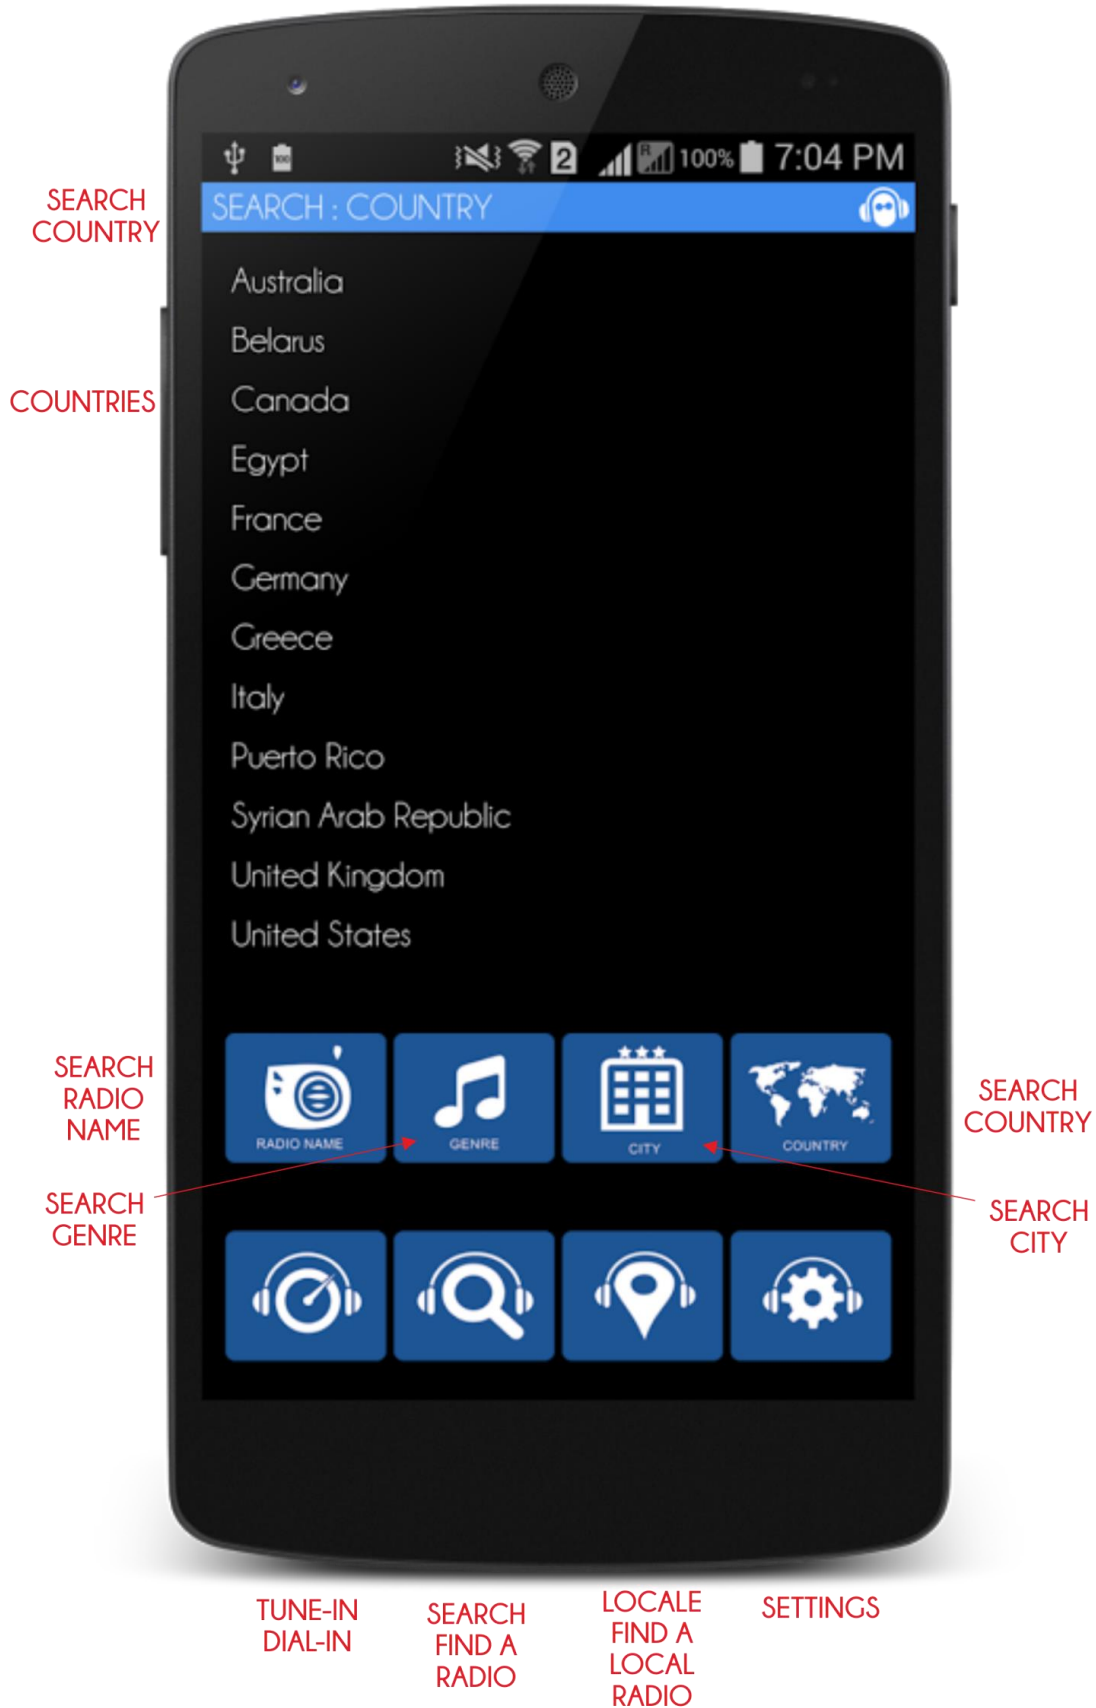 2 R 100% 7:04 PM
SEARCH : COUNTRY
SEARCH
COUNTRY
Australia
Belarus
COUNTRIES
Canada
Egypt
France
Germany
Greece
Italy
Puerto Rico
Syrian Arab Republic
United Kingdom
United States
SEARCH
RADIO
NAME
RADIO NAME
GENRE
CITY
COUNTRY
SEARCH
COUNTRY
SEARCH
GENRE
SEARCH
CITY
TUNE-IN
DIAL-IN
SEARCH
FIND A
RADIO
LOCALE
FIND A
LOCAL
RADIO
SETTINGS